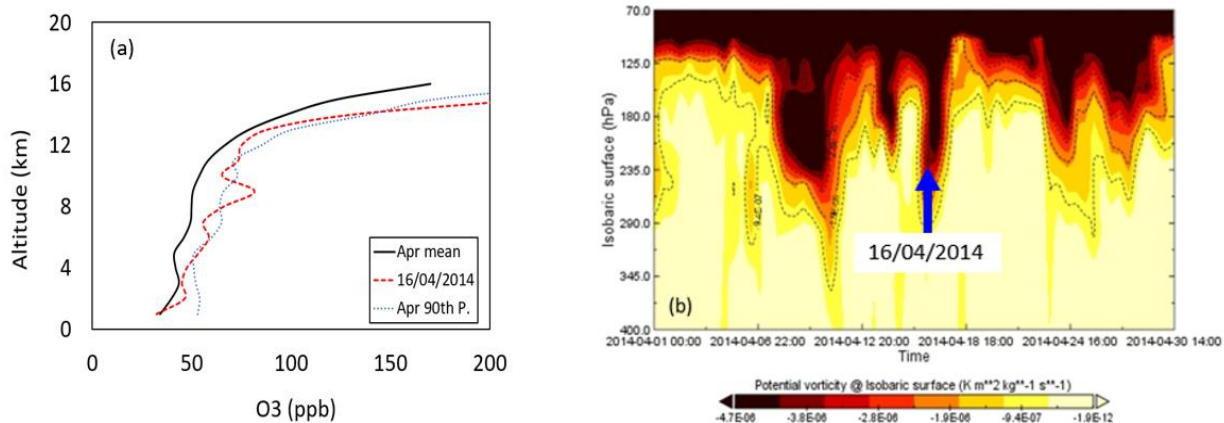 (a)
20
16
12
8
4
0
Altitude (km)
Apr mean
16/04/2014
Apr 90th P.
0 50 100 150 200
O3 (ppb)
70.0
125.0
180.0
235.0
290.0
345.0
400.0
Isobaric surface (hPa)
16/04/2014
(b)
2014-04-01 00:00 2014-04-06 22:00 2014-04-12 20:00 2014-04-18 18:00 2014-04-24 16:00 2014-04-30 14:00
Time
Potential vorticity @ Isobaric surface (K m**2 kg**-1 s**-1)
-4.7E-06 -3.8E-06 -2.8E-06 -1.9E-06 -9.4E-07 -1.9E-12